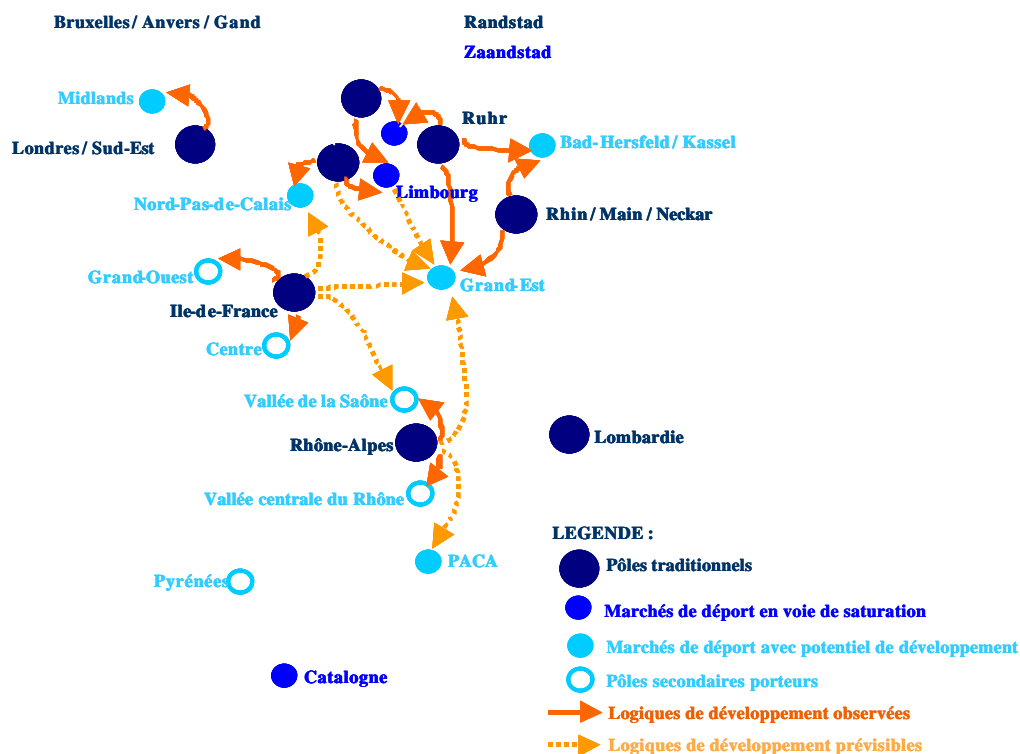 Bruxelles / Anvers / Gand
Randstad
Zaandstad
Midlands
Londres / Sud-Est
Ruhr
Bad-Hersfeld / Kassel
Limbourg
Nord-Pas-de-Calais
Rhin / Main / Neckar
Grand-Ouest
Grand-Est
Ile-de-France
Centre
Vallée de la Saône
Rhône-Alpes
Lombardie
Vallée centrale du Rhône
PACA
Pyrénées
Catalogne
LEGENDE :
Pôles traditionnels
Marchés de déport en voie de saturation
Marchés de déport avec potentiel de développement
Pôles secondaires porteurs
Logiques de développement observées
Logiques de développement prévisibles